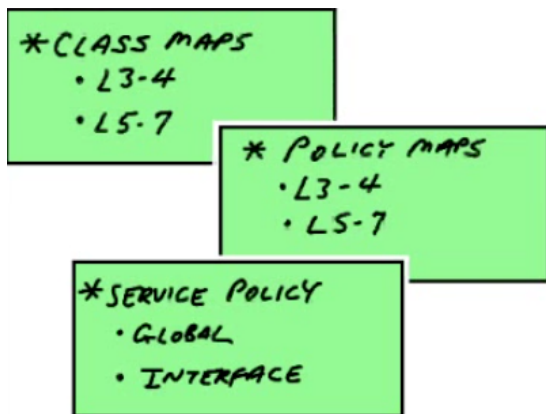 * CLASS MAPS
• L3-4
• L5-7
* POLICY MAPS
• L3-4
• L5-7
* SERVICE POLICY
• GLOBAL
• INTERFACE